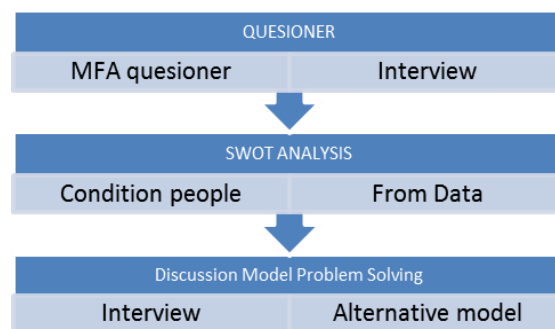 QUESIONER
MFA quesioner Interview
SWOT ANALYSIS
Condition people From Data
Discussion Model Problem Solving
Interview Alternative model